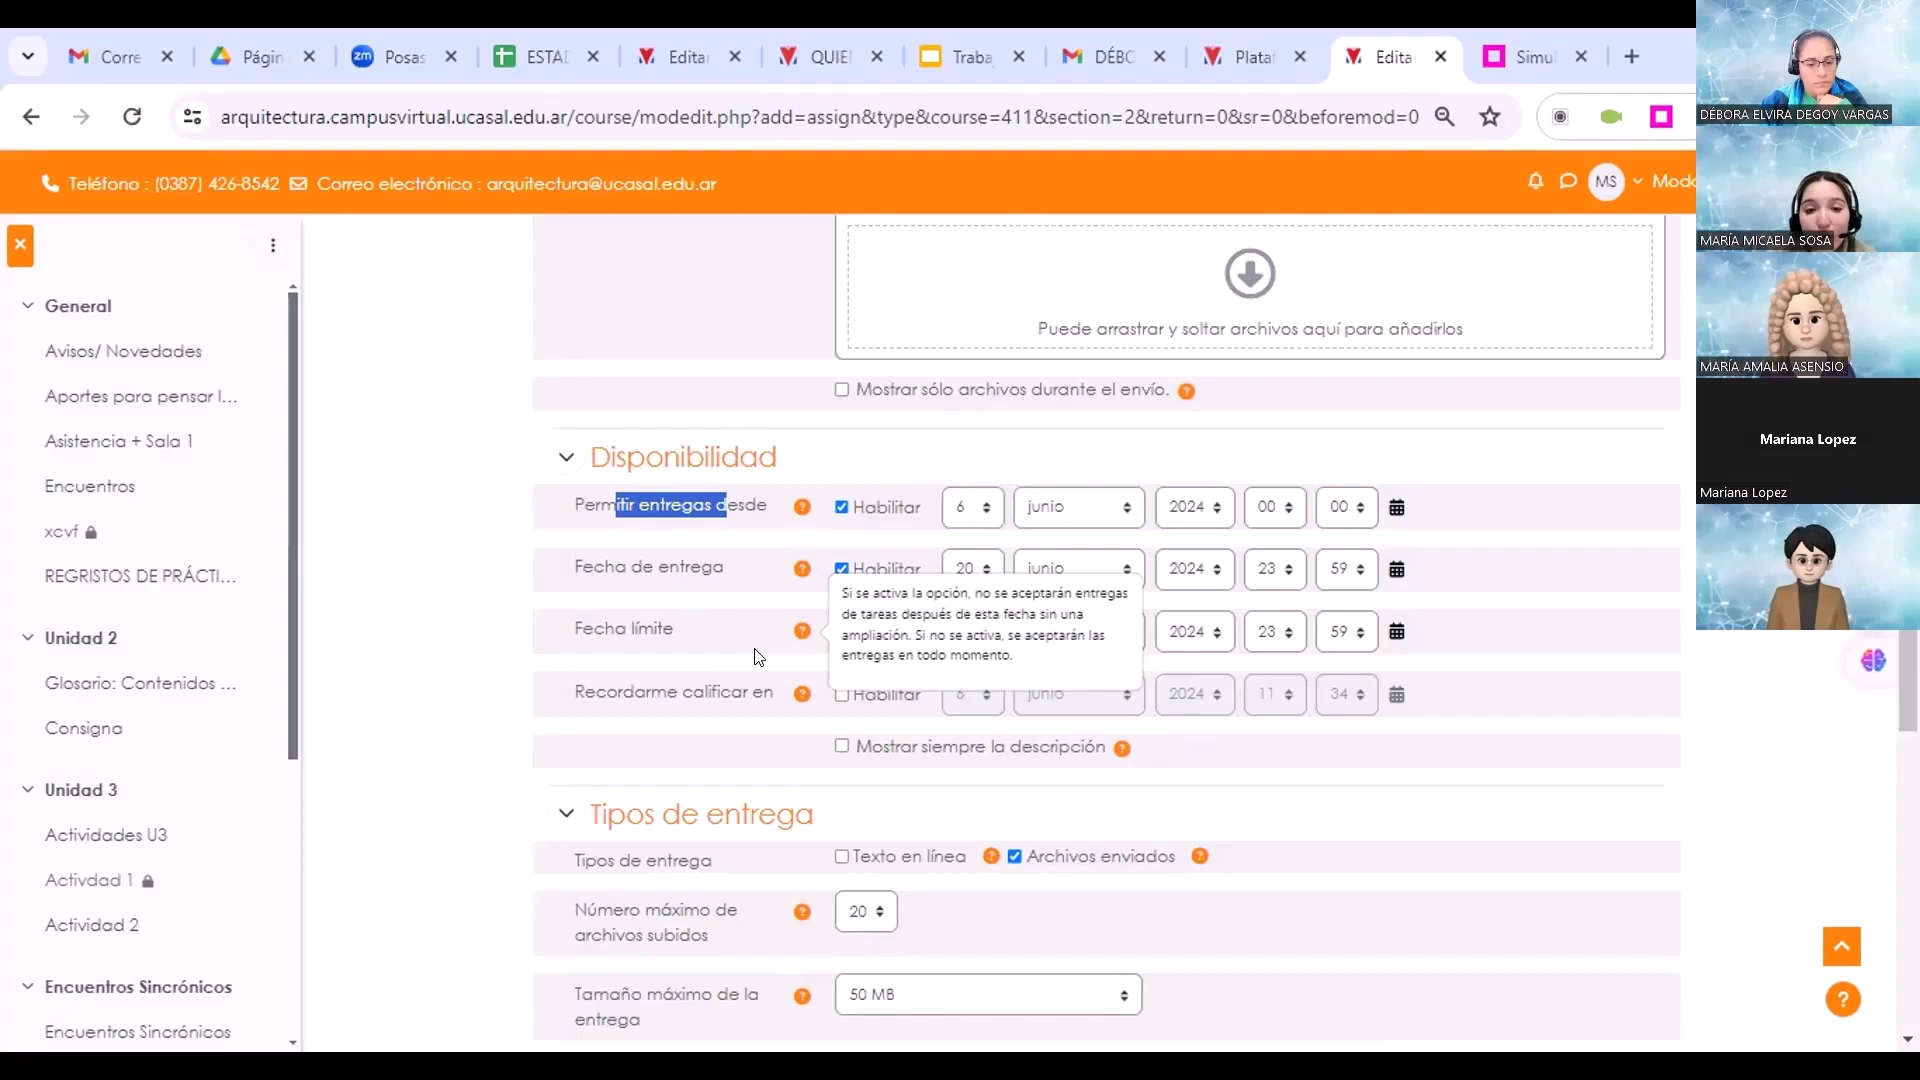 Corre
Págin
Posas
ESTAD
Editar
QUIEN
Traba
DÉBO
Plataf
Edita
Simul
arquitectura.campusvirtual.ucasal.edu.ar/course/modedit.php?add=assign&type&course=411&section=2&return=0&sr=0&beforemod=0
Teléfono : (0387) 426-8542
Correo electrónico : arquitectura@ucasal.edu.ar
MS
Modo
General
Avisos/ Novedades
Aportes para pensar l...
Asistencia + Sala 1
Encuentros
xcvf
REGRISTOS DE PRÁCTI...
Unidad 2
Glosario: Contenidos ...
Consigna
Unidad 3
Actividades U3
Activdad 1
Actividad 2
Encuentros Sincrónicos
Encuentros Sincrónicos
Puede arrastrar y soltar archivos aquí para añadirlos
Mostrar sólo archivos durante el envío. ?
Disponibilidad
Permitir entregas desde ? Habilitar 6 junio 2024 00 00
Fecha de entrega ? Habilitar 20 junio 2024 23 59
Fecha límite ? 2024 23 59
Si se activa la opción, no se aceptarán entregas
de tareas después de esta fecha sin una
ampliación. Si no se activa, se aceptarán las
entregas en todo momento.
Recordarme calificar en ? Habilitar 6 junio 2024 11 34
Mostrar siempre la descripción ?
Tipos de entrega
Tipos de entrega Texto en línea ? Archivos enviados ?
Número máximo de
archivos subidos
? 20
Tamaño máximo de la
entrega
? 50 MB
?
DÉBORA ELVIRA DEGOY VARGAS
MARÍA MICAELA SOSA
MARÍA AMALIA ASENSIO
Mariana Lopez
Mariana Lopez